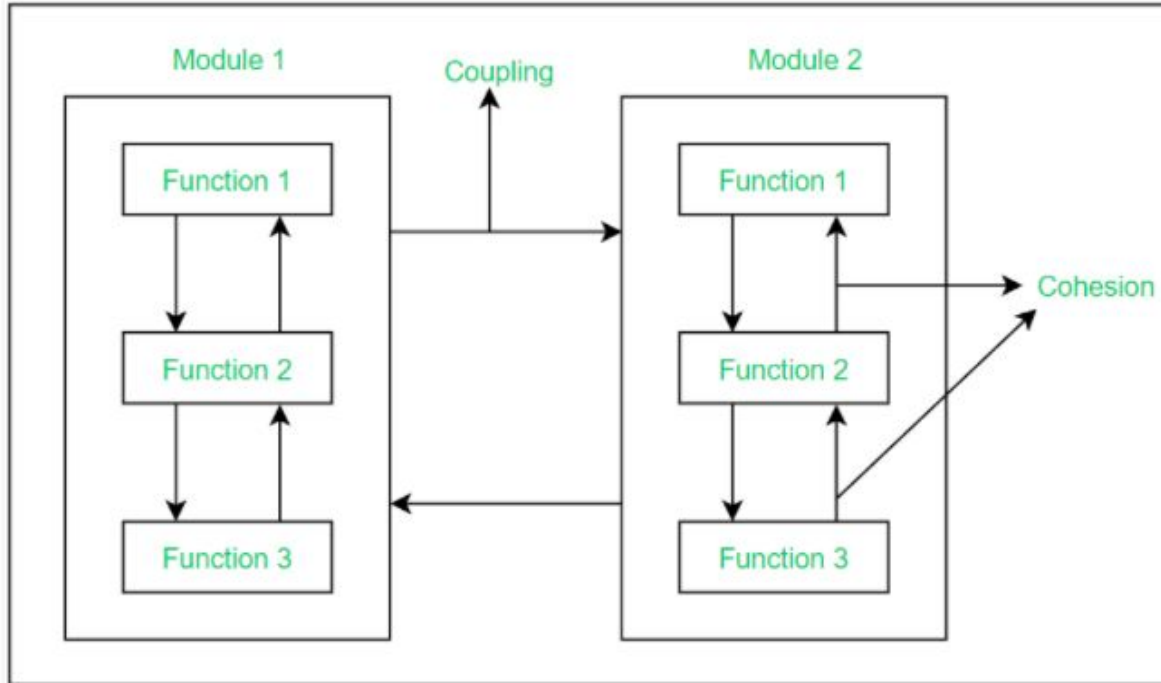 Module 1
Coupling
Module 2
Function 1
Function 1
Cohesion
Function 2
Function 2
Function 3
Function 3